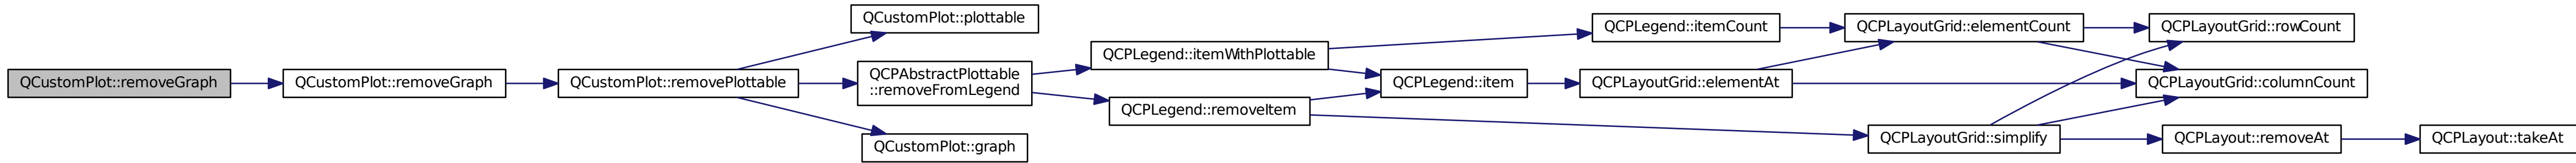 QCustomPlot::removeGraph
QCustomPlot::removeGraph
QCustomPlot::removePlottable
QCustomPlot::plottable
QCPAbstractPlottable
::removeFromLegend
QCustomPlot::graph
QCPLegend::itemWithPlottable
QCPLegend::removeItem
QCPLegend::item
QCPLegend::itemCount
QCPLayoutGrid::elementAt
QCPLayoutGrid::elementCount
QCPLayoutGrid::simplify
QCPLayoutGrid::rowCount
QCPLayoutGrid::columnCount
QCPLayout::removeAt
QCPLayout::takeAt